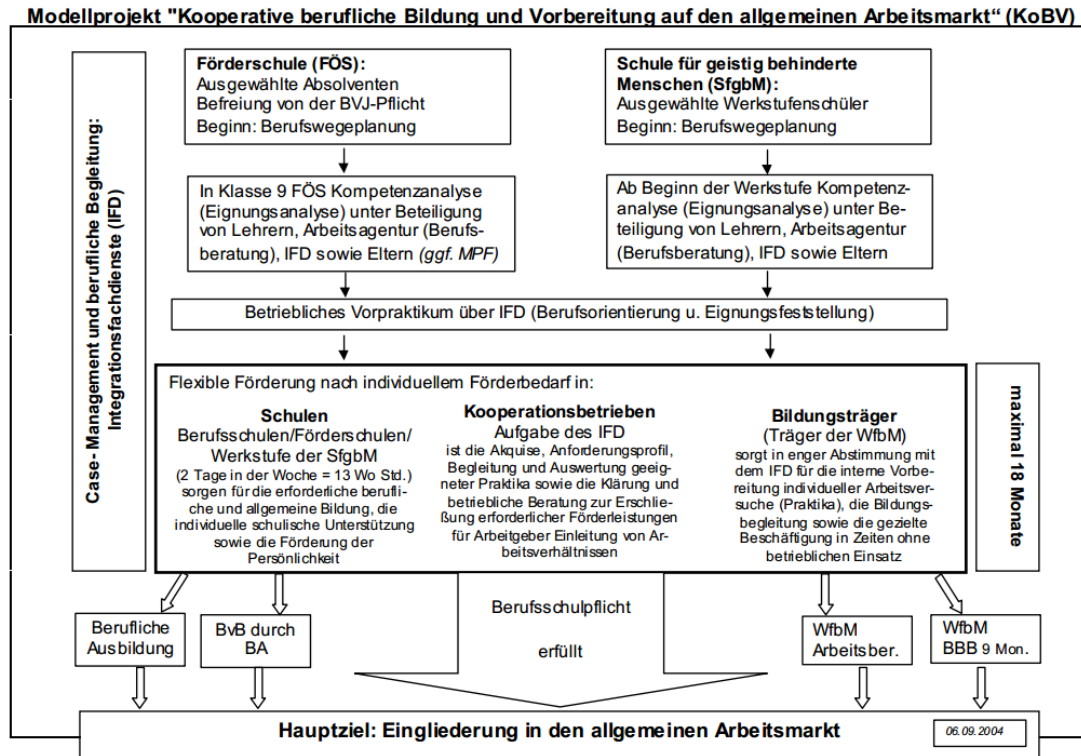 Modellprojekt "Kooperative berufliche Bildung und Vorbereitung auf den allgemeinen Arbeitsmarkt“ (KoBV)
Case- Management und berufliche Begleitung:
Integrationsfachdienste (IFD)
Förderschule (FÖS):
Ausgewählte Absolventen
Befreiung von der BVJ-Pflicht
Beginn: Berufswegeplanung
Schule für geistig behinderte
Menschen (SfgbM):
Ausgewählte Werkstufenschüler
Beginn: Berufswegeplanung
In Klasse 9 FÖS Kompetenzanalyse
(Eignungsanalyse) unter Beteiligung
von Lehrern, Arbeitsagentur (Berufs-
beratung), IFD sowie Eltern (ggf. MPF)
Ab Beginn der Werkstufe Kompetenz-
analyse (Eignungsanalyse) unter Be-
teiligung von Lehrern, Arbeitsagentur
(Berufsberatung), IFD sowie Eltern
Betriebliches Vorpraktikum über IFD (Berufsorientierung u. Eignungsfeststellung)
Flexible Förderung nach individuellem Förderbedarf in:
Schulen
Berufsschulen/Förderschulen/
Werkstufe der SfgbM
(2 Tage in der Woche = 13 Wo Std.)
sorgen für die erforderliche berufli-
che und allgemeine Bildung, die
individuelle schulische Unterstützung
sowie die Förderung der
Persönlichkeit
Kooperationsbetrieben
Aufgabe des IFD
ist die Akquise, Anforderungsprofil,
Begleitung und Auswertung geeig-
neter Praktika sowie die Klärung und
betriebliche Beratung zur Erschlie-
ßung erforderlicher Förderleistungen
für Arbeitgeber Einleitung von Ar-
beitsverhältnissen
Bildungsträger
(Träger der WfbM)
sorgt in enger Abstimmung mit
dem IFD für die interne Vorbe-
reitung individueller Arbeitsver-
suche (Praktika), die Bildungs-
begleitung sowie die gezielte
Beschäftigung in Zeiten ohne
betrieblichen Einsatz
maximal 18 Monate
Berufliche
Ausbildung
BvB durch
BA
Berufsschulpflicht
erfüllt
WfbM
Arbeitsber.
WfbM
BBB 9 Mon.
Hauptziel: Eingliederung in den allgemeinen Arbeitsmarkt
06.09.2004